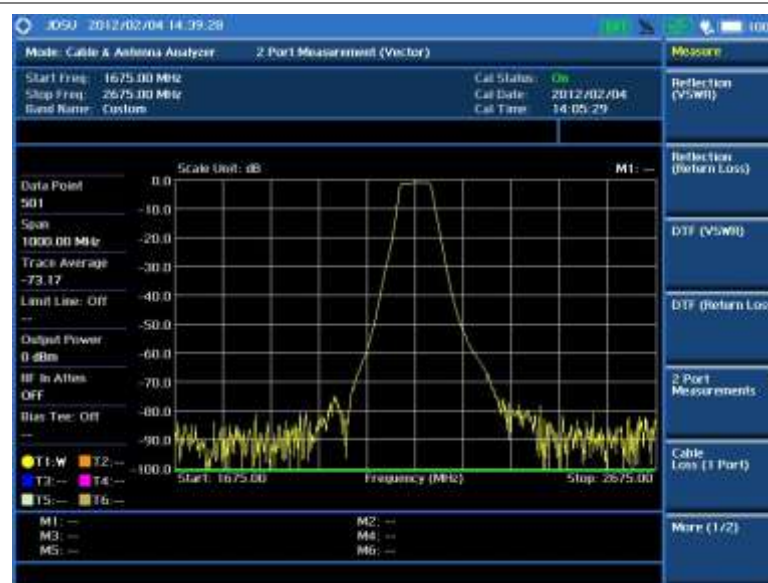 JDSU 2012/02/04 14:39:28
100
Mode: Cable & Antenna Analyzer 2 Port Measurement (Vector)
Start Freq: 1675.00 MHz
Stop Freq: 2675.00 MHz
Band Name: Custom
Cal Status: On
Cal Date: 2012/02/04
Cal Time: 14:05:29
Scale Unit: dB M1: --
Data Point
501
Span
1000.00 MHz
Trace Average
-73.17
Limit Line: Off
--
Output Power
0 dBm
RF In Atten
OFF
Bias Tee: Off
--
T1:W T2:--
T3:-- T4:--
T5:-- T6:--
0.0
-10.0
-20.0
-30.0
-40.0
-50.0
-60.0
-70.0
-80.0
-90.0
-100.0
Start: 1675.00 Frequency (MHz) Stop: 2675.00
M1: -- M2: --
M3: -- M4: --
M5: -- M6: --
Measure
Reflection
(VSWR)
Reflection
(Return Loss)
DTF (VSWR)
DTF (Return Los
2 Port
Measurements
Cable
Loss (1 Port)
More (1/2)